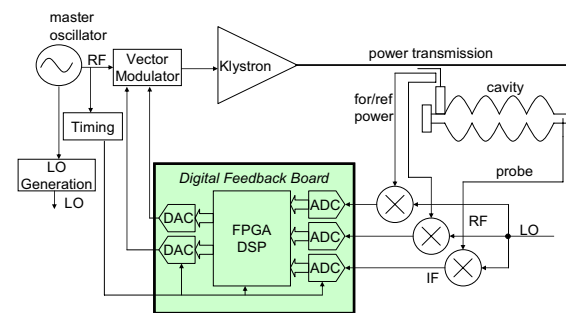 master
oscillator
RF
Vector
Modulator
Klystron
power transmission
for/ref
power
cavity
Timing
LO
Generation
LO
probe
Digital Feedback Board
DAC
DAC
FPGA
DSP
ADC
ADC
ADC
RF
LO
IF